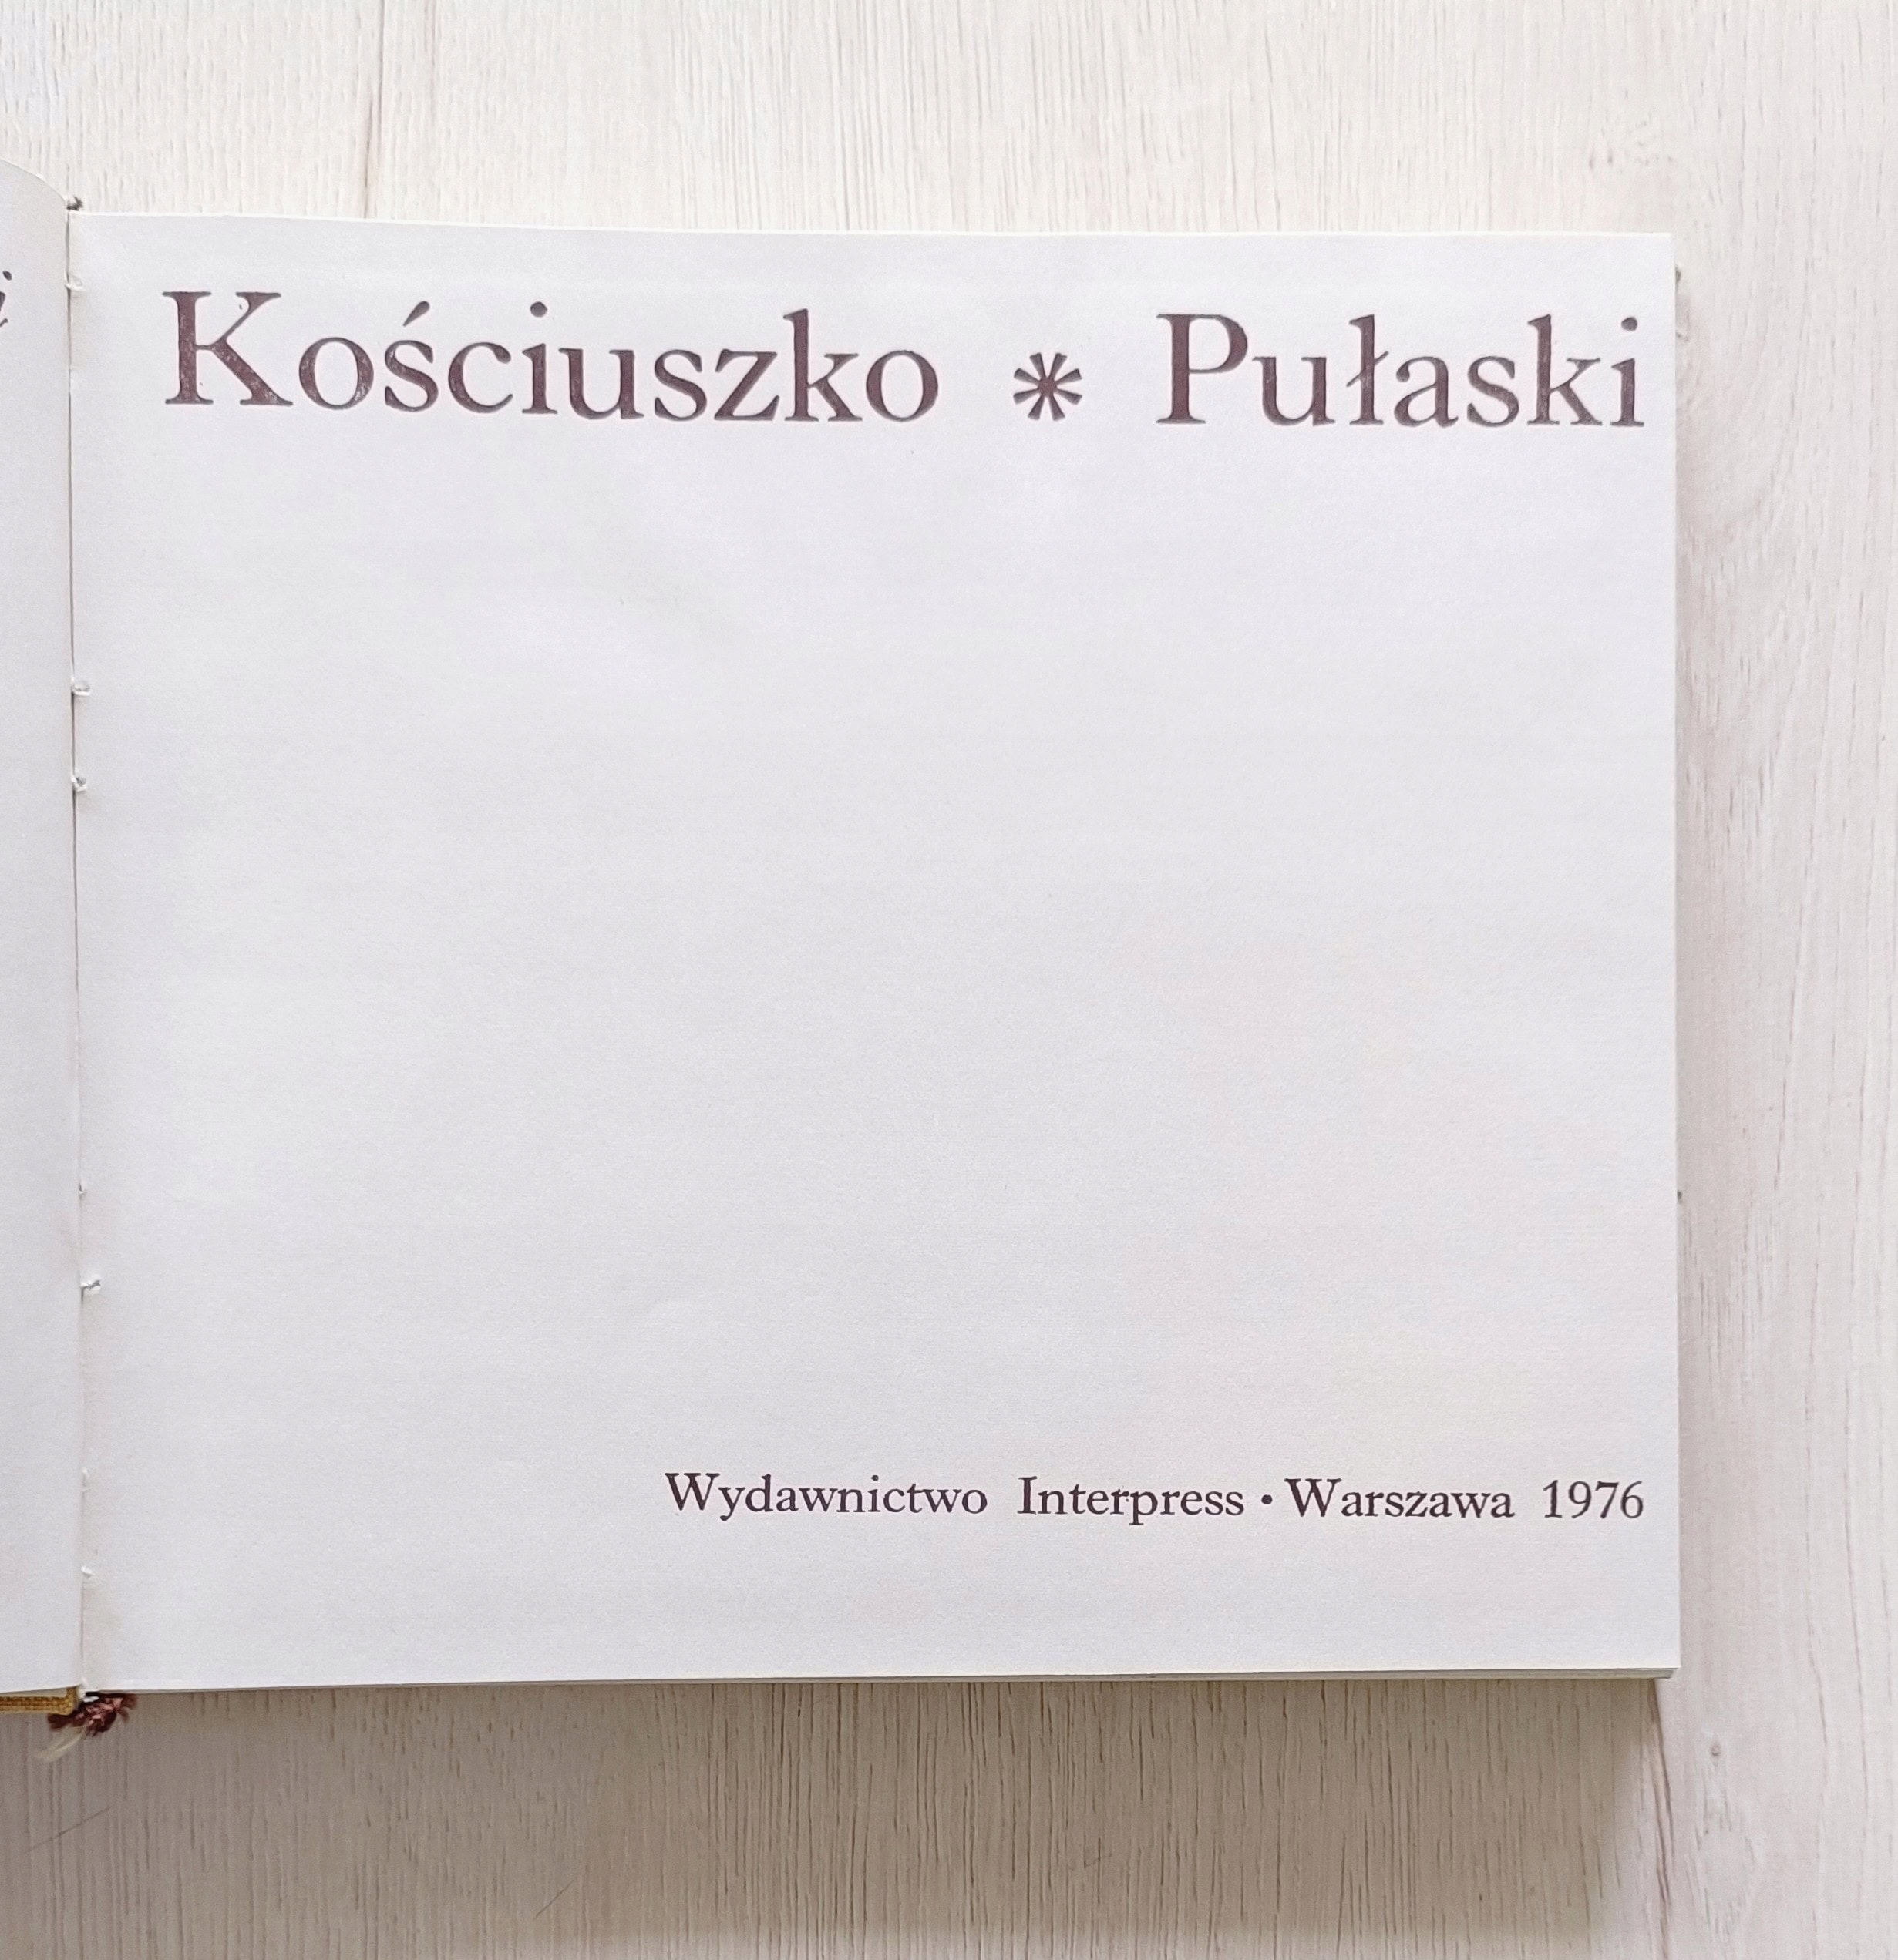 Kościuszko * Pułaski
Wydawnictwo Interpress • Warszawa 1976